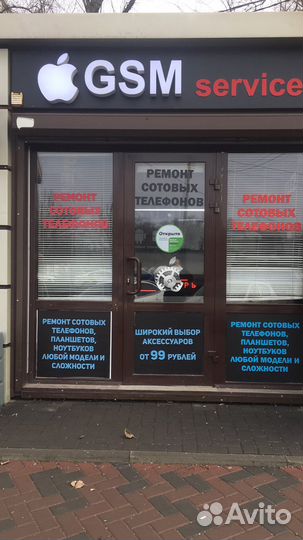 GSM service
РЕМОНТ
СОТОВЫХ
ТЕЛЕФОНОВ
РЕМОНТ
СОТОВЫХ
ТЕЛЕФОНОВ
РЕМОНТ
СОТОВЫХ
ТЕЛЕФОНОВ
Открыто
РЕМОНТ СОТОВЫХ
ТЕЛЕФОНОВ,
ПЛАНШЕТОВ,
НОУТБУКОВ
ЛЮБОЙ МОДЕЛИ И
СЛОЖНОСТИ
ШИРОКИЙ ВЫБОР
АКСЕССУАРОВ
ОТ 99 РУБЛЕЙ
РЕМОНТ СОТОВЫХ
ТЕЛЕФОНОВ,
ПЛАНШЕТОВ,
НОУТБУКОВ
ЛЮБОЙ МОДЕЛИ И
СЛОЖНОСТИ
Avito